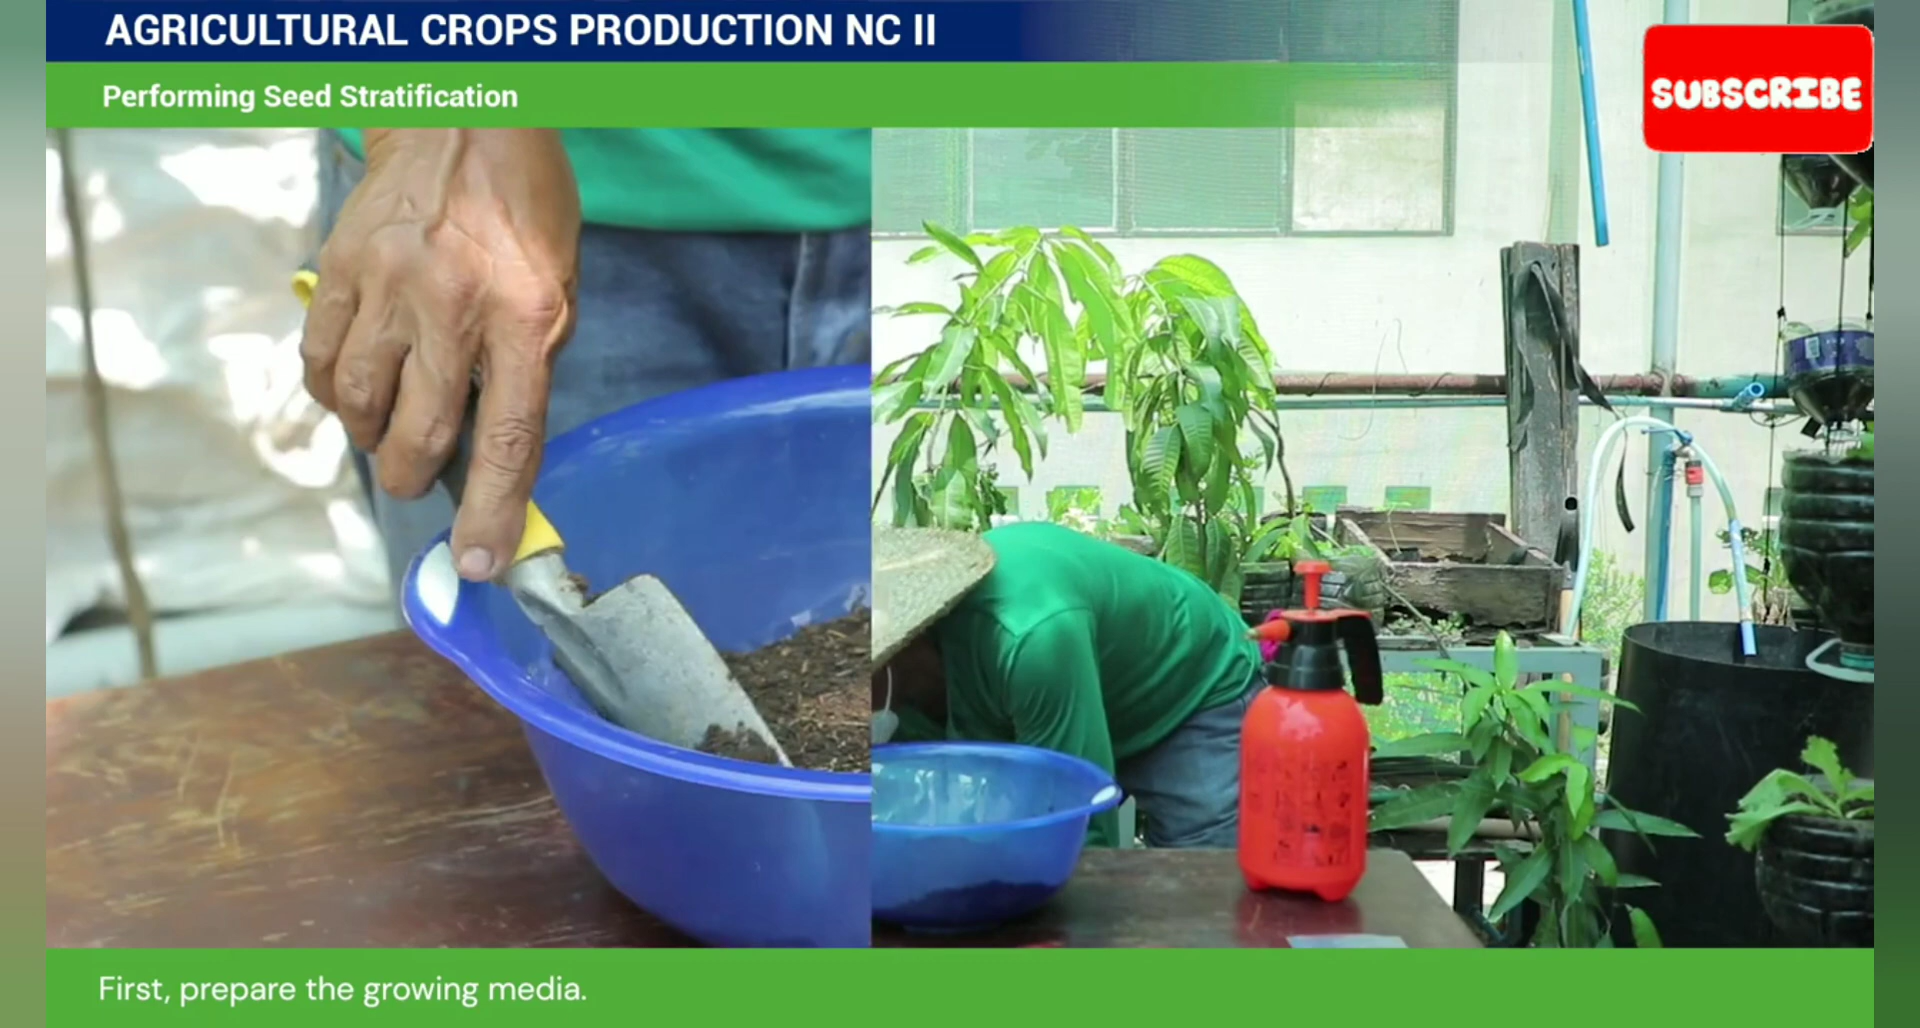 AGRICULTURAL CROPS PRODUCTION NC II
SUBSCRIBE
Performing Seed Stratification
First, prepare the growing media.